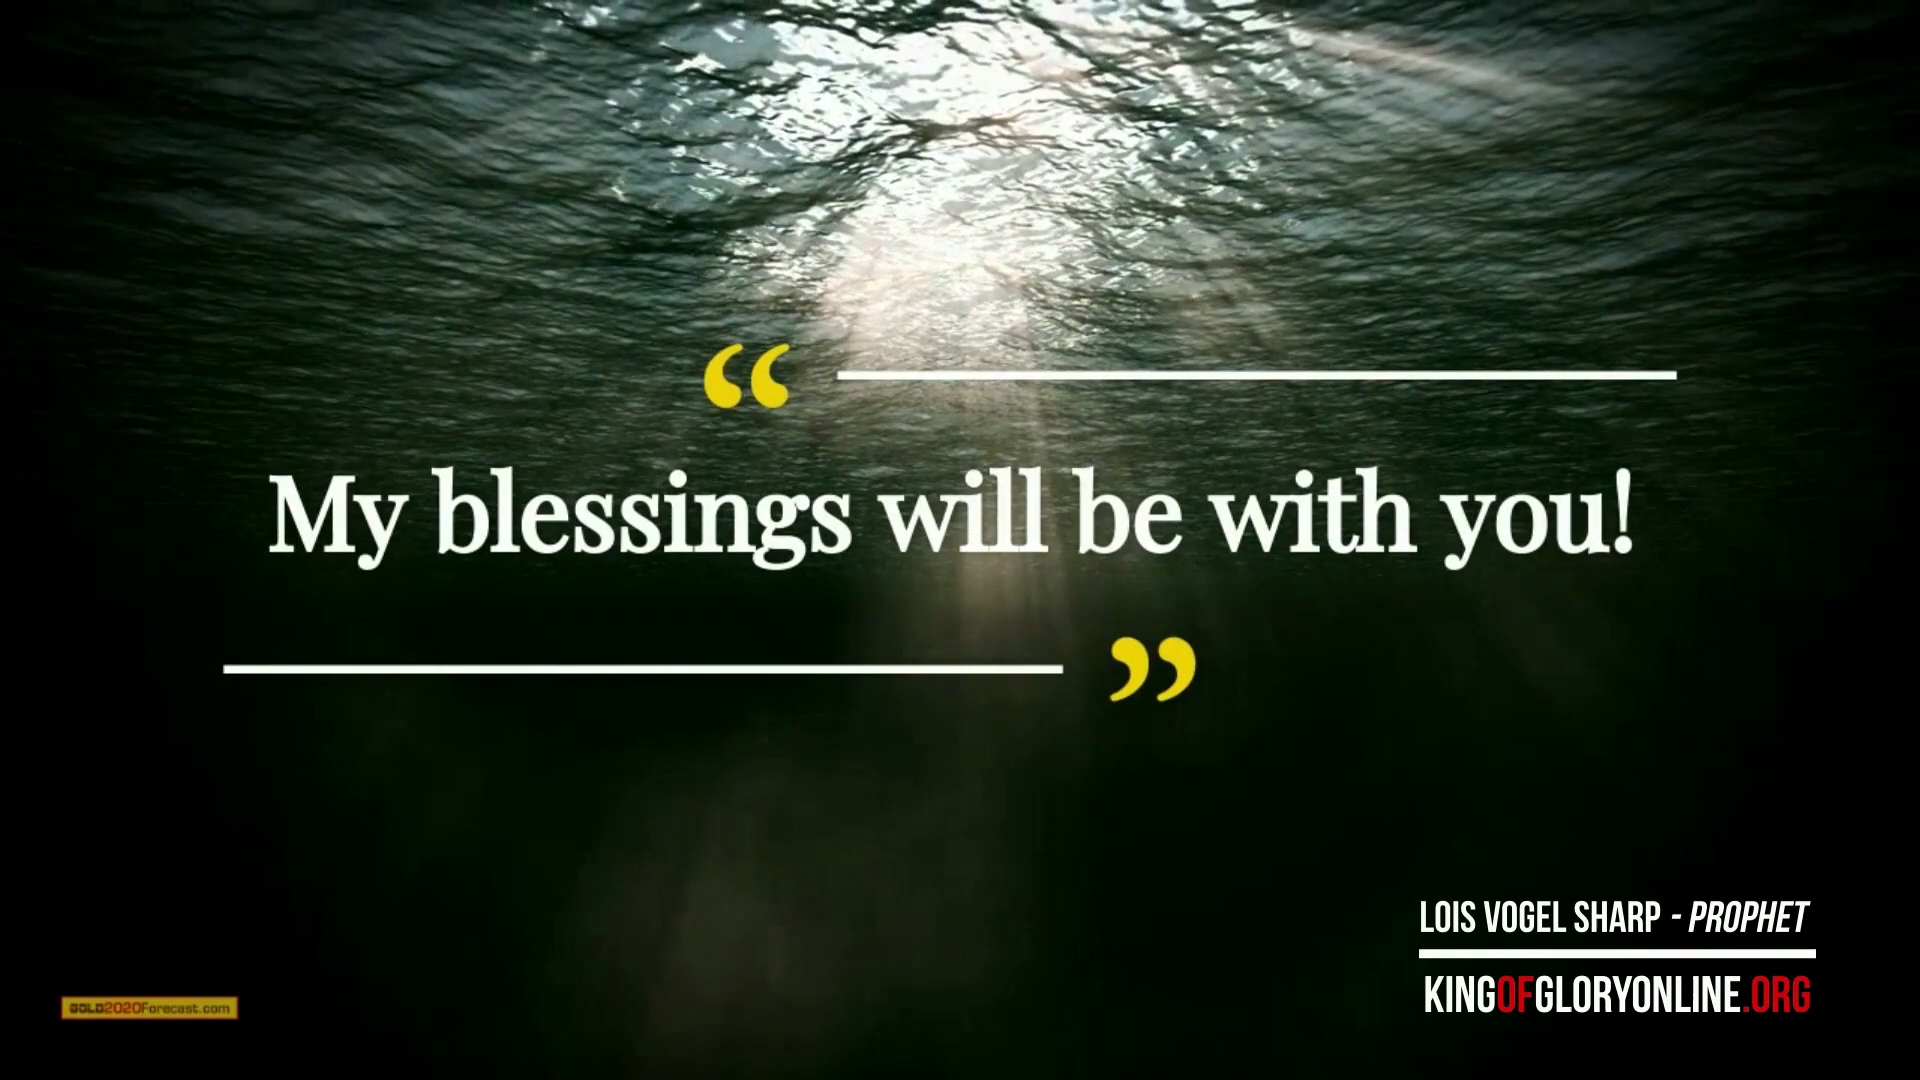 “
My blessings will be with you!
”
LOIS VOGEL SHARP - PROPHET
KINGOFGLORYONLINE.ORG
GOLD2020Forecast.com